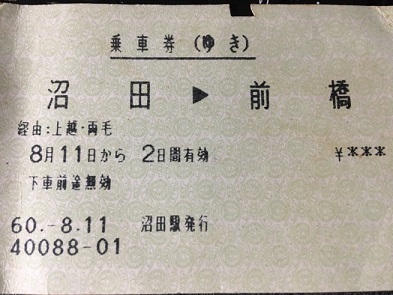 乗車券(ゆき)
沼田 ▶ 前橋
経由:上越・両毛
8月11日から 2日間有効 ¥***
下車前途無効
60.-8.11 沼田駅発行
40088-01